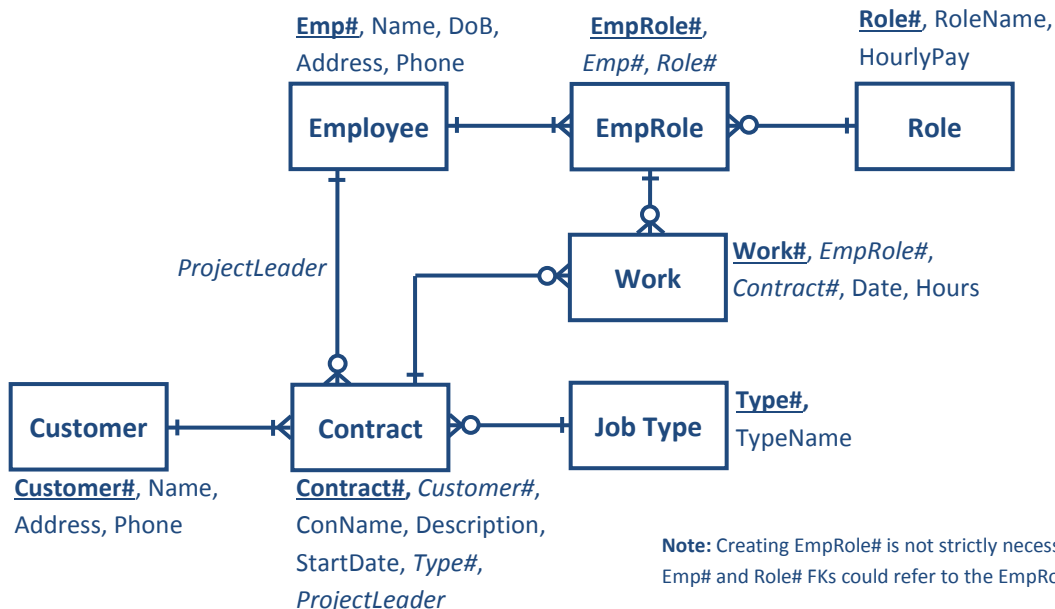 Emp#, Name, DoB,
Address, Phone
EmpRole#,
Emp#, Role#
Role#, RoleName,
HourlyPay
Employee
EmpRole
Role
ProjectLeader
Work
Work#, EmpRole#,
Contract#, Date, Hours
Customer
Contract
Job Type
Type#,
TypeName
Customer#, Name,
Address, Phone
Contract#, Customer#,
ConName, Description,
StartDate, Type#,
ProjectLeader
Note: Creating EmpRole# is not strictly
Emp# and Role# FKs could refer to the